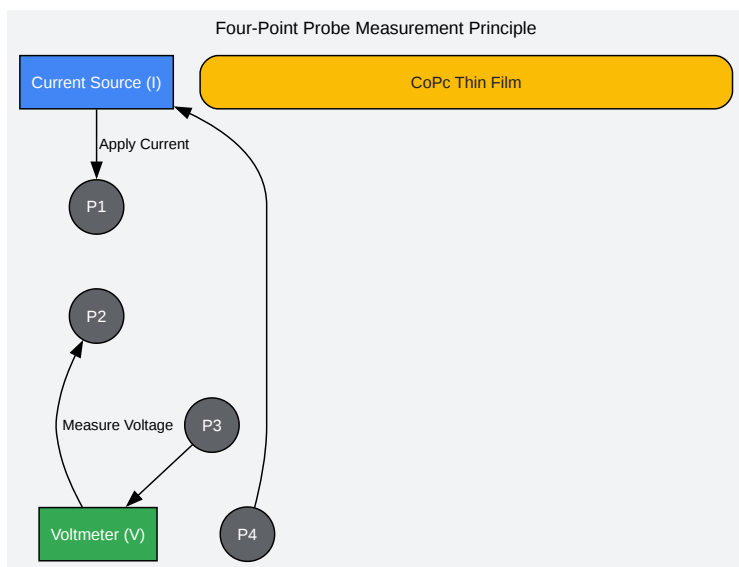 Four-Point Probe Measurement Principle
Current Source (I)
CoPc Thin Film
Apply Current
P1
P2
Measure Voltage
P3
Voltmeter (V)
P4